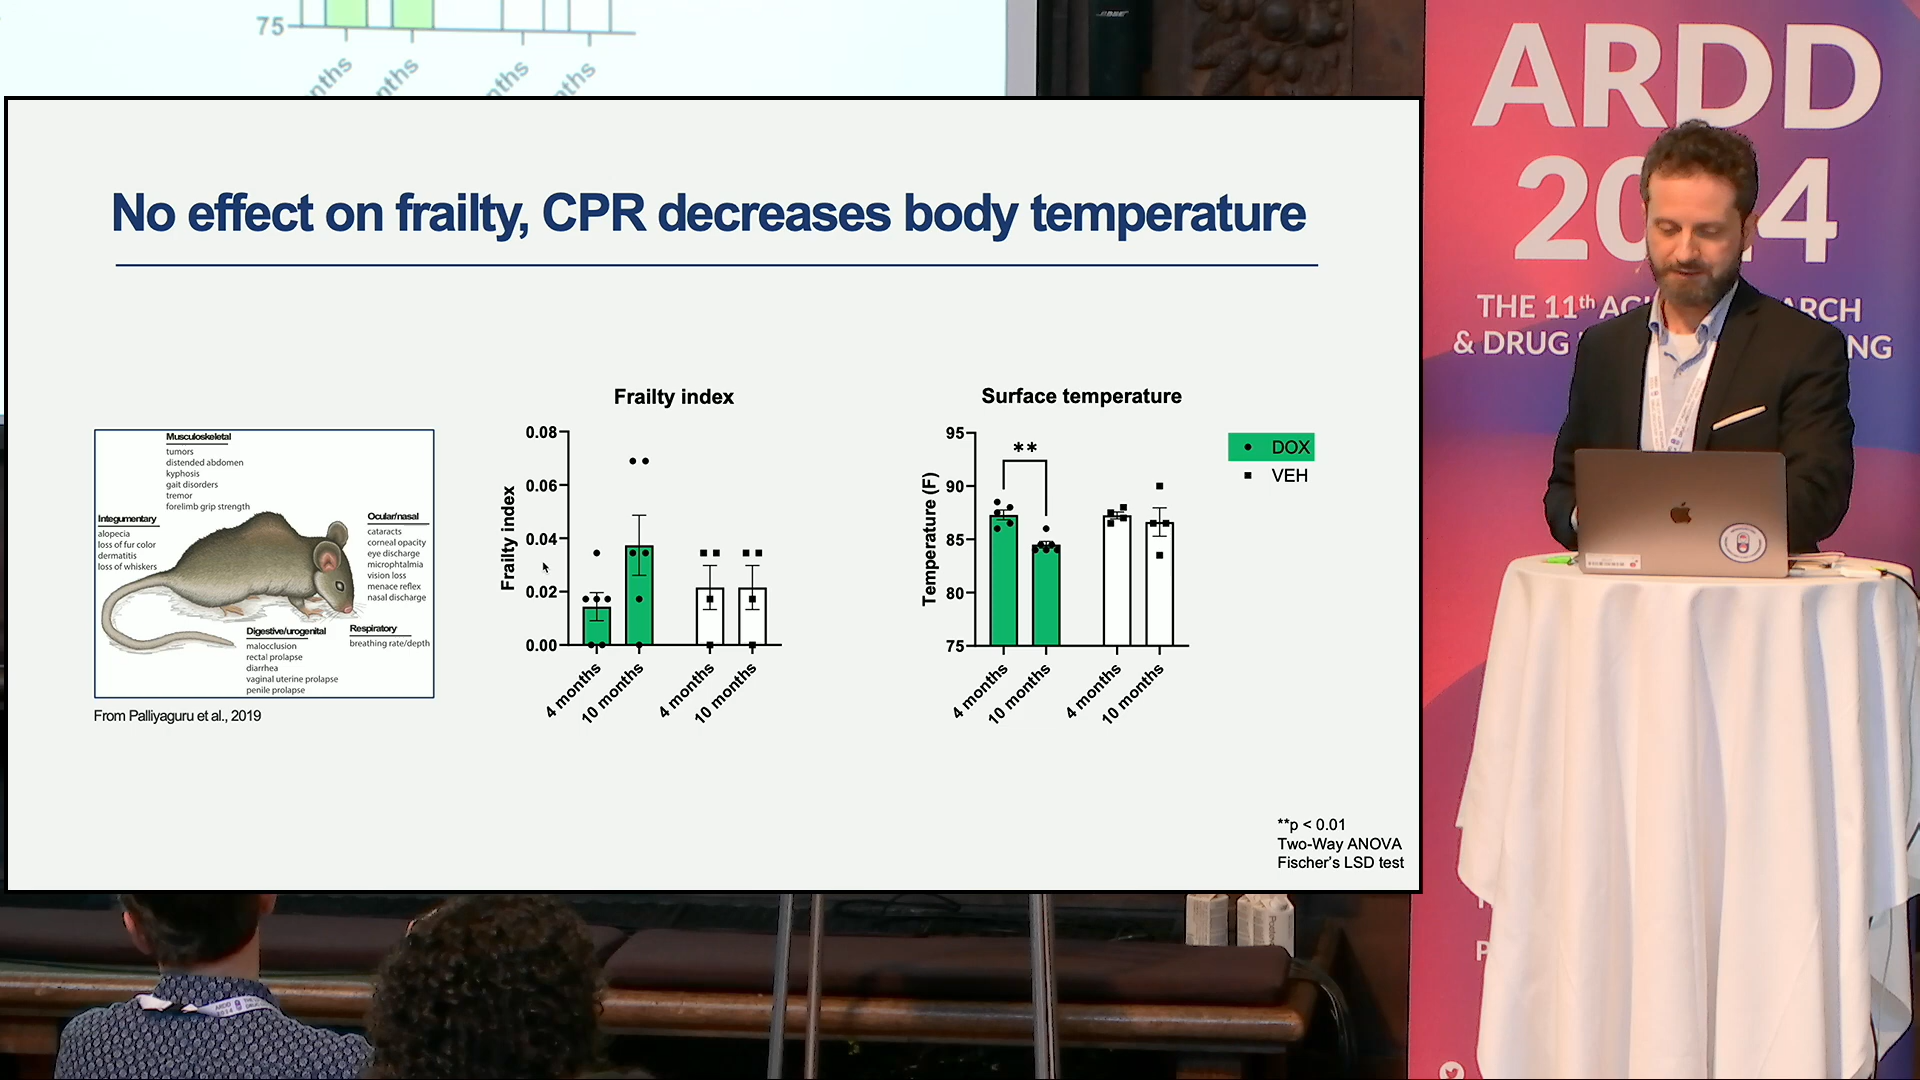 75
BOSE
ARDD
THE 11th
& DRUG
ARCH
NG
No effect on frailty, CPR decreases body temperature
Musculoskeletal
tumors
distended abdomen
kyphosis
gait disorders
tremor
forelimb grip strength
Integumentary
alopecia
loss of fur color
dermatitis
loss of whiskers
Ocular/nasal
cataracts
corneal opacity
eye discharge
microphtalmia
vision loss
menace reflex
nasal discharge
Digestive/urogenital
malocclusion
rectal prolapse
diarrhea
vaginal uterine prolapse
penile prolapse
Respiratory
breathing rate/depth
From Palliyaguru et al., 2019
Frailty index
Frailty index
0.08
0.06
0.04
0.02
0.00
4 months
10 months
4 months
10 months
Surface temperature
Temperature (F)
95
90
85
80
75
**
4 months
10 months
4 months
10 months
DOX
VEH
**p < 0.01
Two-Way ANOVA
Fischer's LSD test